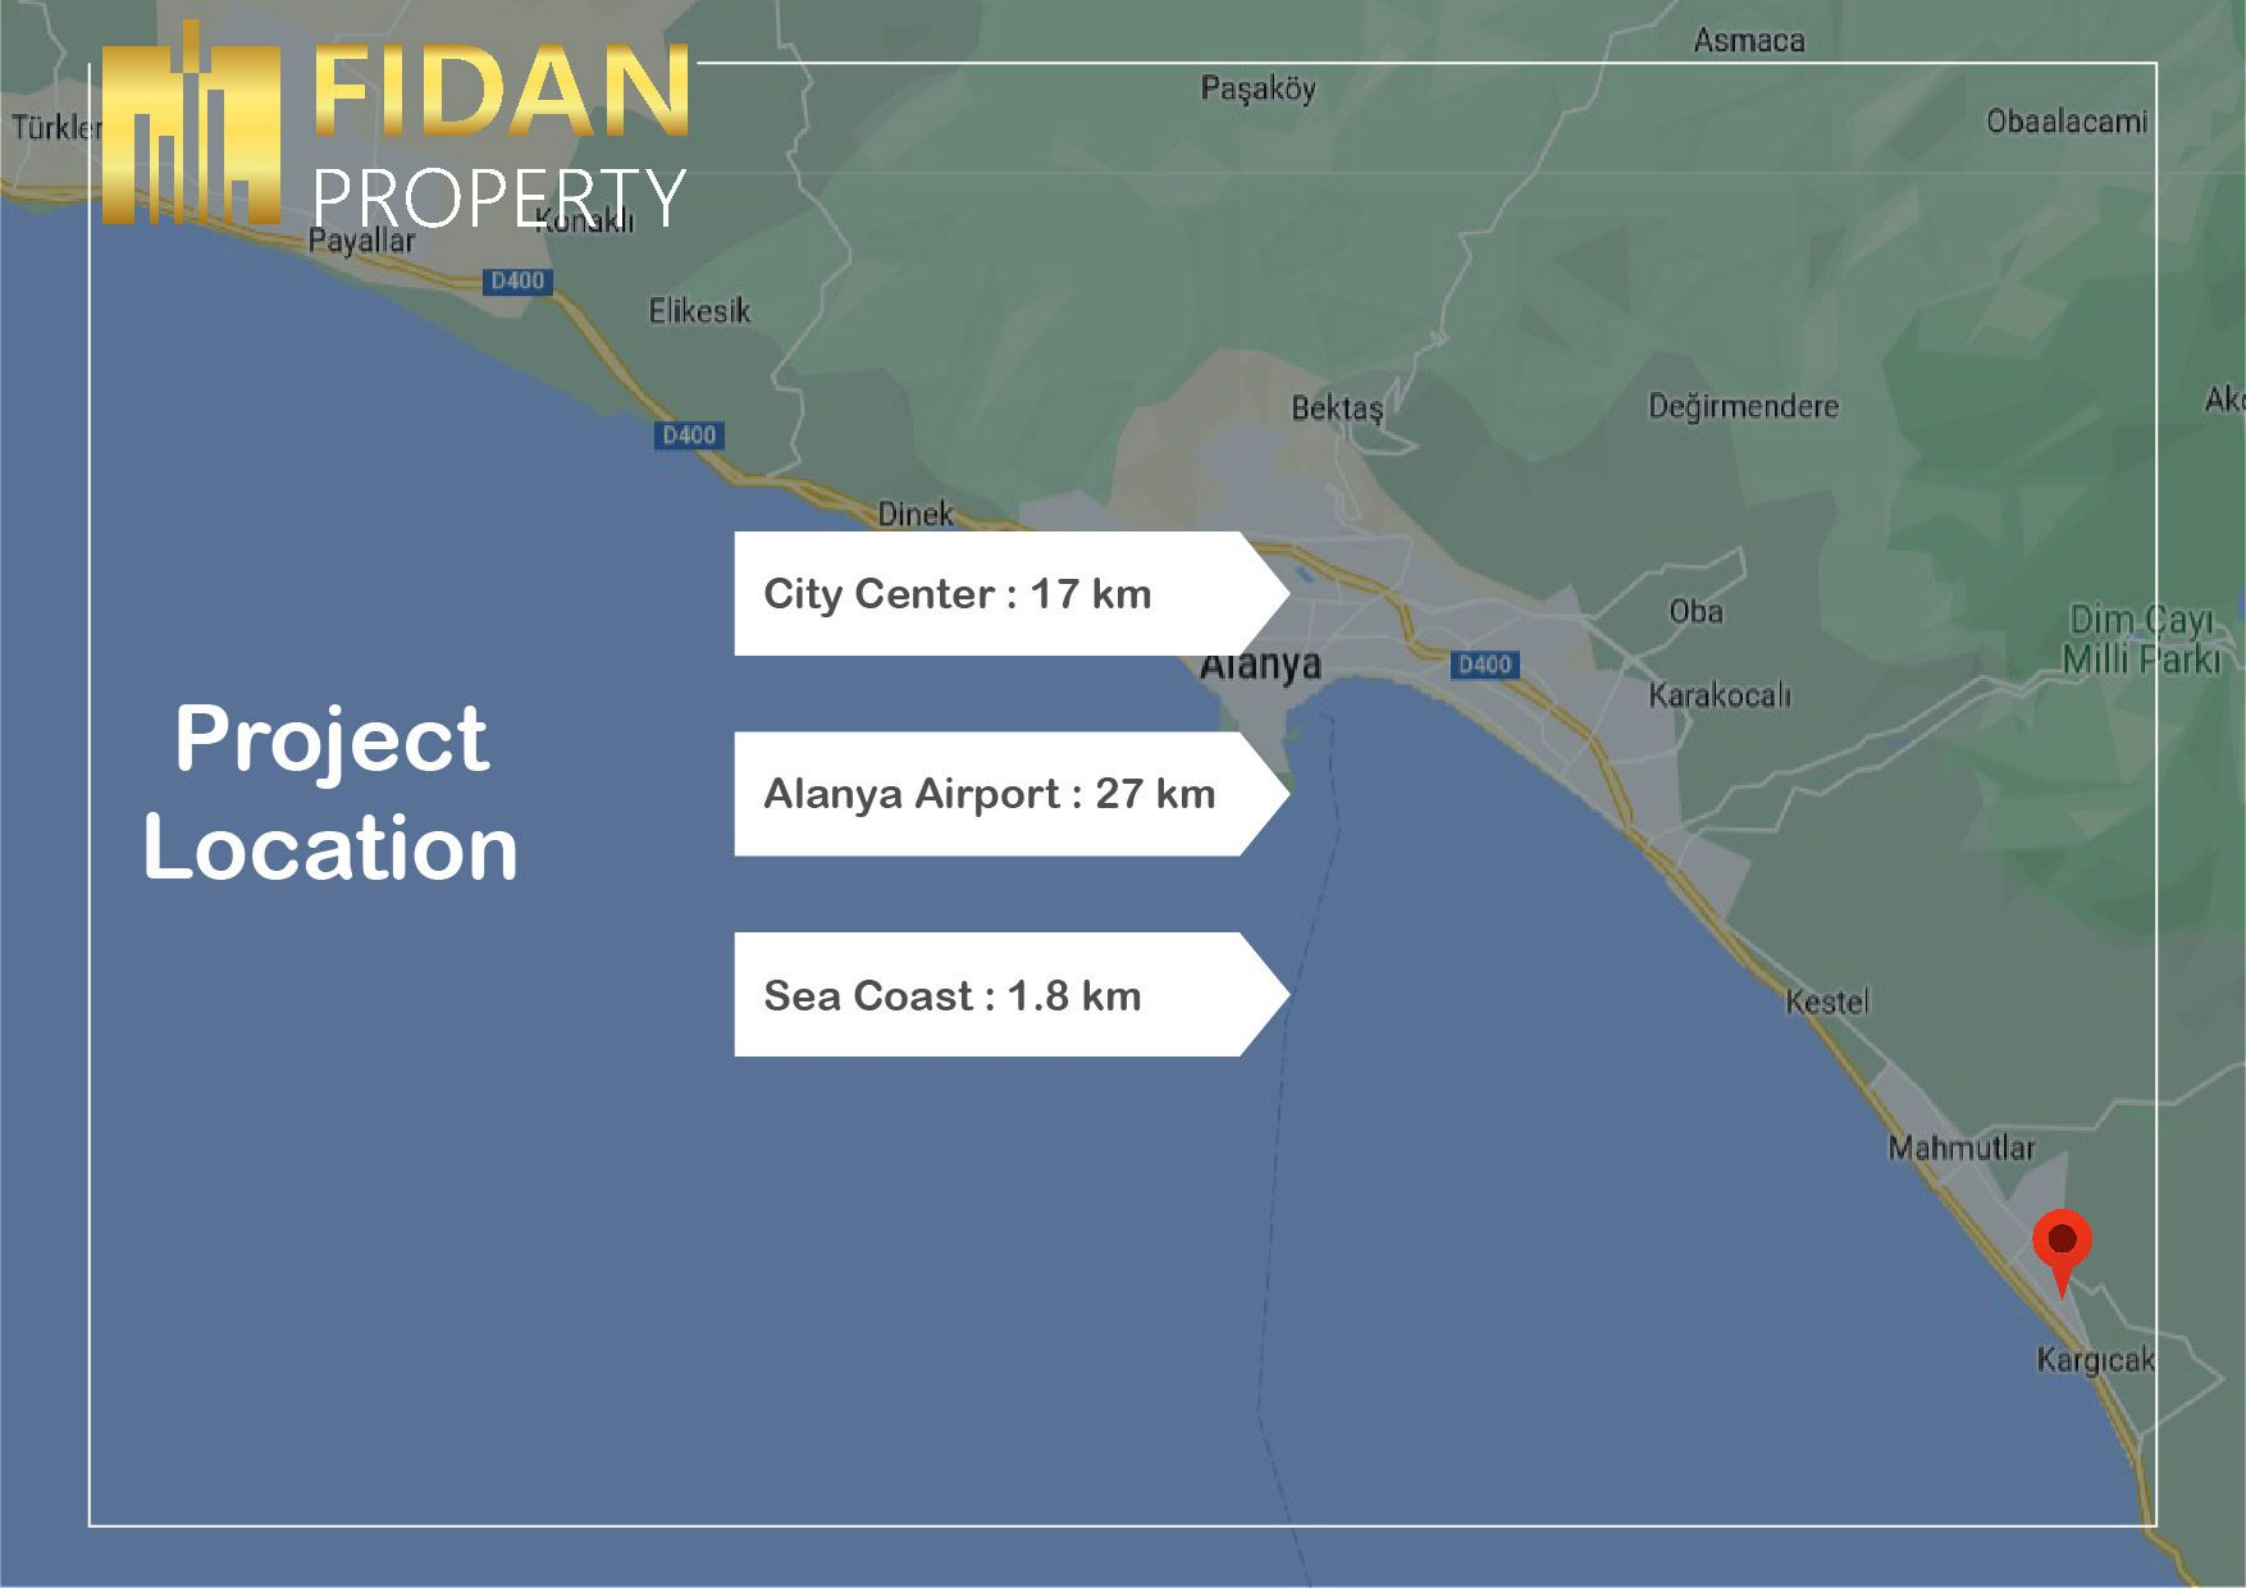 FIDAN
PROPERTY
Asmaca
Paşaköy
Obaalacami
Türkler
Konaklı
Payallar
D400
Elikesik
Bektaş
Değirmendere
D400
Dinek
City Center : 17 km
Oba
Dim Çayı
Milli Parkı
Alanya
D400
Karakocalı
Project
Location
Alanya Airport : 27 km
Sea Coast : 1.8 km
Kestel
Mahmutlar
Kargıcak